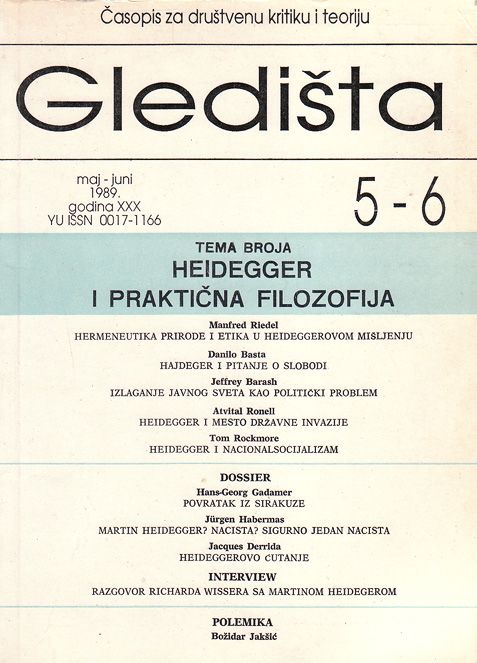 Časopis za društvenu kritiku i teoriju
Gledišta
maj - juni
1989.
godina XXX
YU IŠSN 0017-1166
5 - 6
TEMA BROJA
HEIDEGGER
I PRAKTIČNA FILOZOFIJA
Manfred Riedel
HERMENEUTIKA PRIRODE I ETIKA U HEIDEGGEROVOM MIŠLJENJU
Danilo Basta
HAJDEGER I PITANJE O SLOBODI
Jeffrey Barash
IZLAGANJE JAVNOG SVETA KAO POLITIČKI PROBLEM
Atvital Ronell
HEIDEGGER I MESTO DRŽAVNE INVAZIJE
Tom Rockmore
HEIDEGGER I NACIONALSOCIJALIZAM
DOSSIER
Hans-Georg Gadamer
POVRATAK IZ SIRAKUZE
Jürgen Habermas
MARTIN HEIDEGGER? NACISTA? SIGURNO JEDAN NACISTA
Jacques Derrida
HEIDEGGEROVO ĆUTANJE
INTERVIEW
RAZGOVOR RICHARDA WISSERA SA MARTINOM HEIDEGEROM
POLEMIKA
Božidar Jakšić